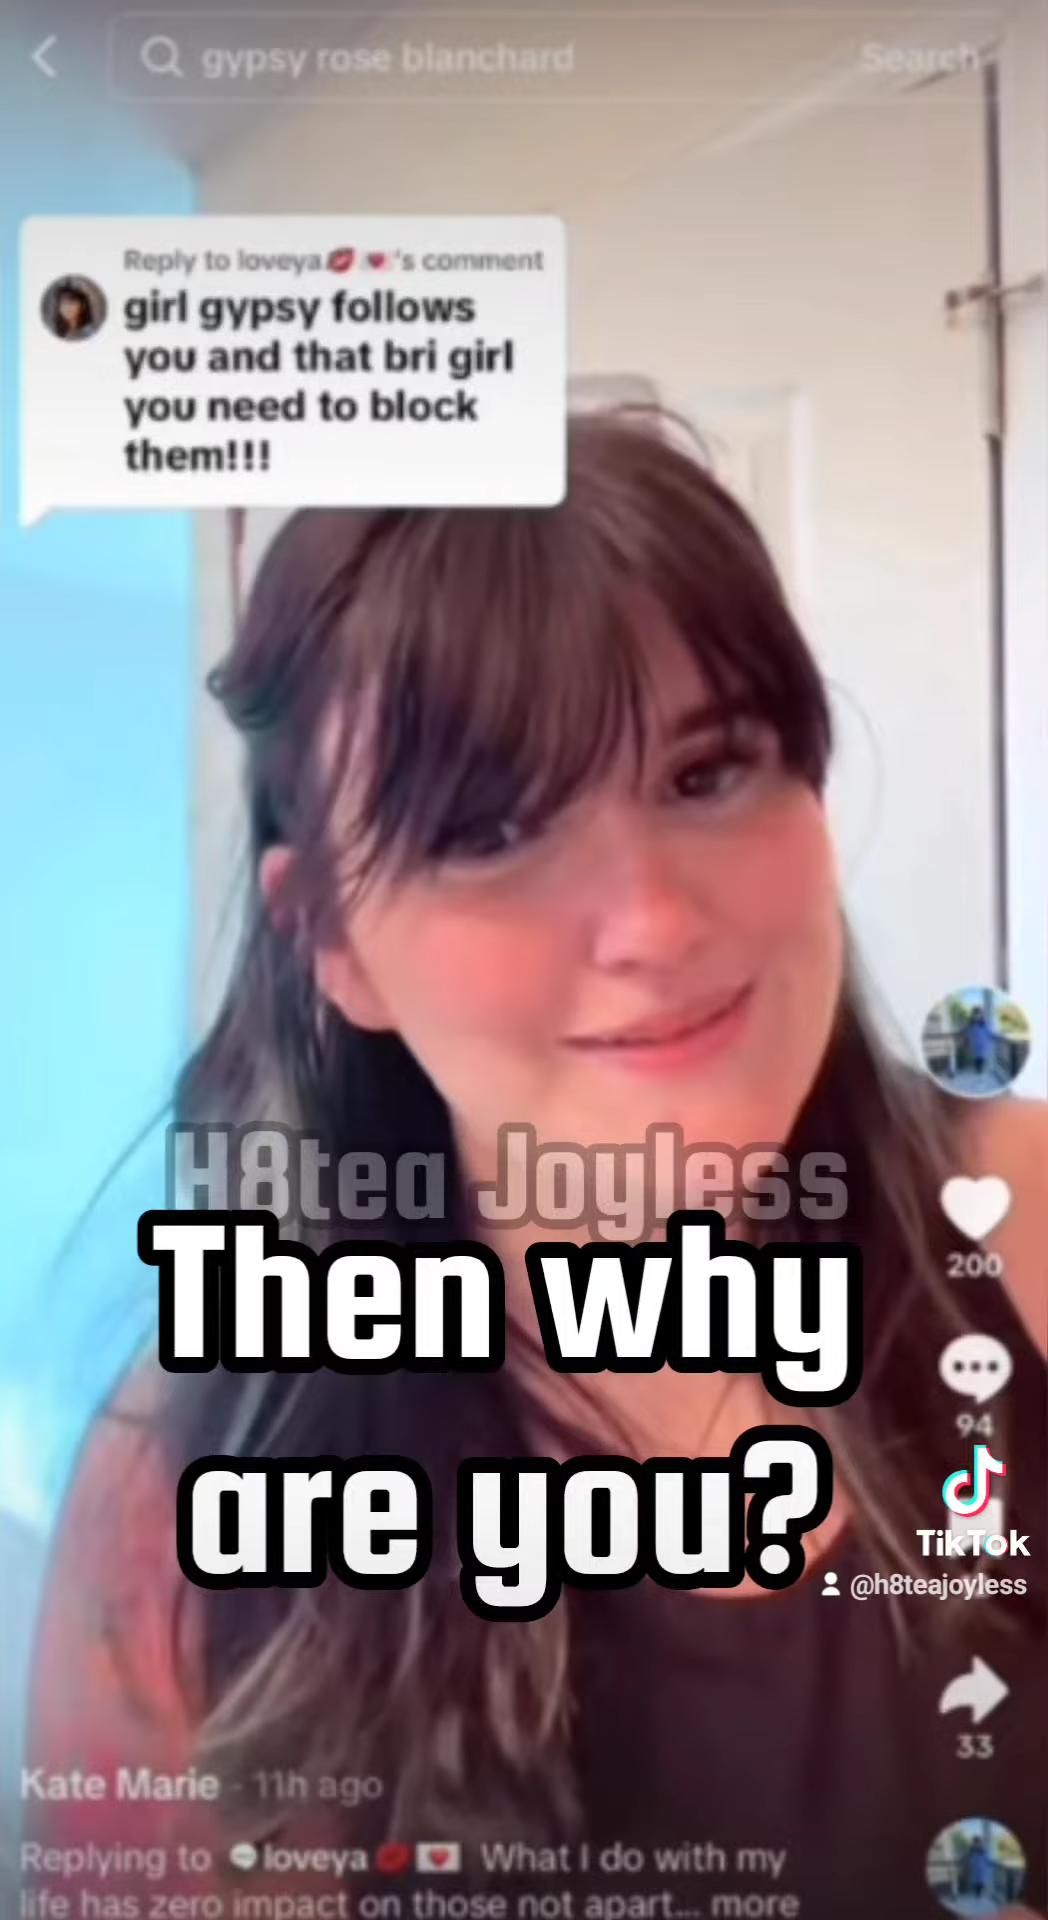 gypsy rose blanchard
Search
Reply to loveya💋💌's comment
girl gypsy follows
you and that bri girl
you need to block
them!!!
H8tea Joyless
Then why
are you?
200
94
TikTok
@h8teajoyless
33
Kate Marie · 11h ago
Replying to loveya💋💌 What I do with my
life has zero impact on those not apart... more